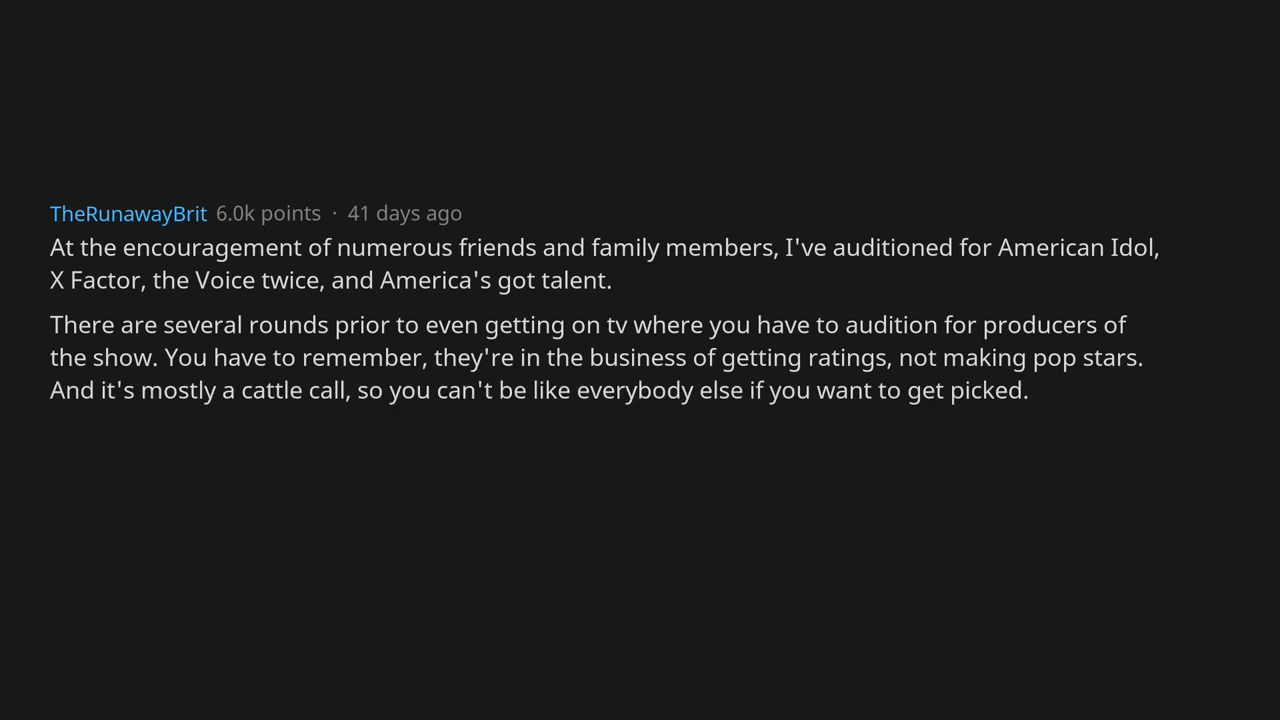 TheRunawayBrit 6.0k points · 41 days ago
At the encouragement of numerous friends and family members, I've auditioned for American Idol,
X Factor, the Voice twice, and America's got talent.
There are several rounds prior to even getting on tv where you have to audition for producers of
the show. You have to remember, they're in the business of getting ratings, not making pop stars.
And it's mostly a cattle call, so you can't be like everybody else if you want to get picked.